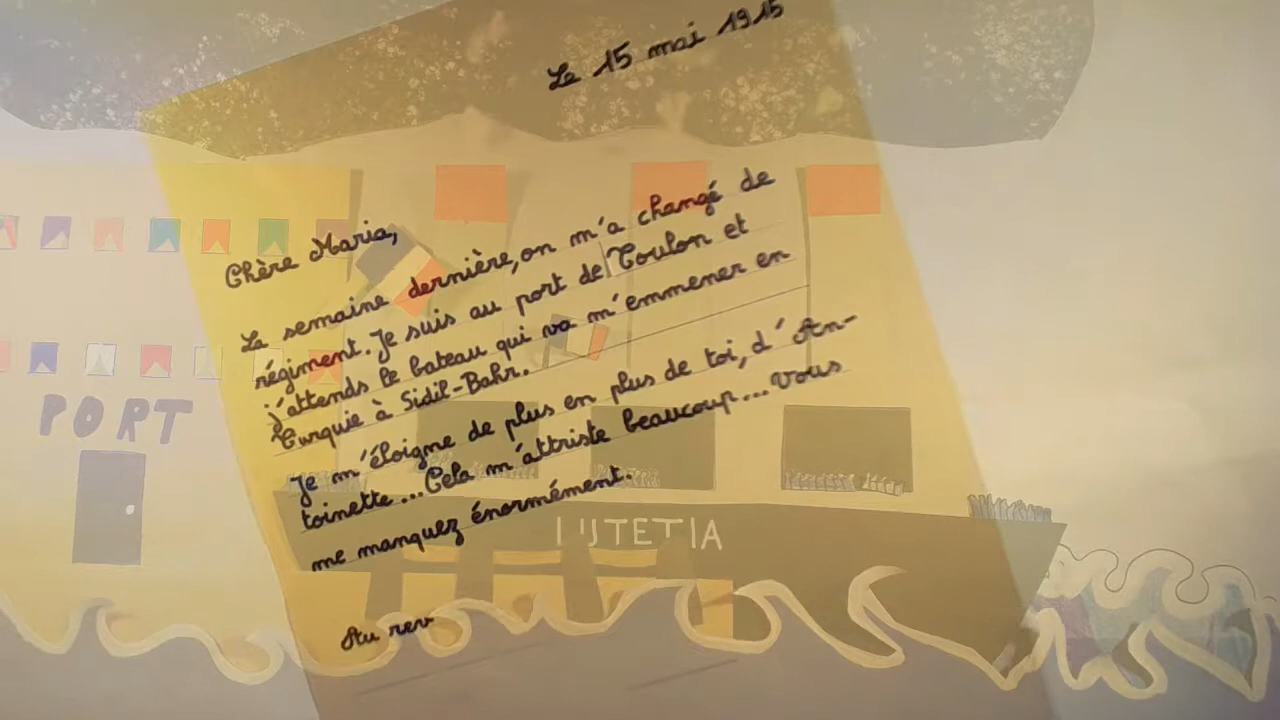 Le 15 mai 1915
Chère Maria,
La semaine dernière, on m'a changé de
régiment. Je suis au port de Toulon et
j'attends le bateau qui va m'emmener en
Turquie à Sidil-Bahr.
Je m'éloigne de plus en plus de toi, d'An-
toinette... Cela m'attriste beaucoup... Vous
me manquez énormément.
Au rev
PORT
LUTETIA